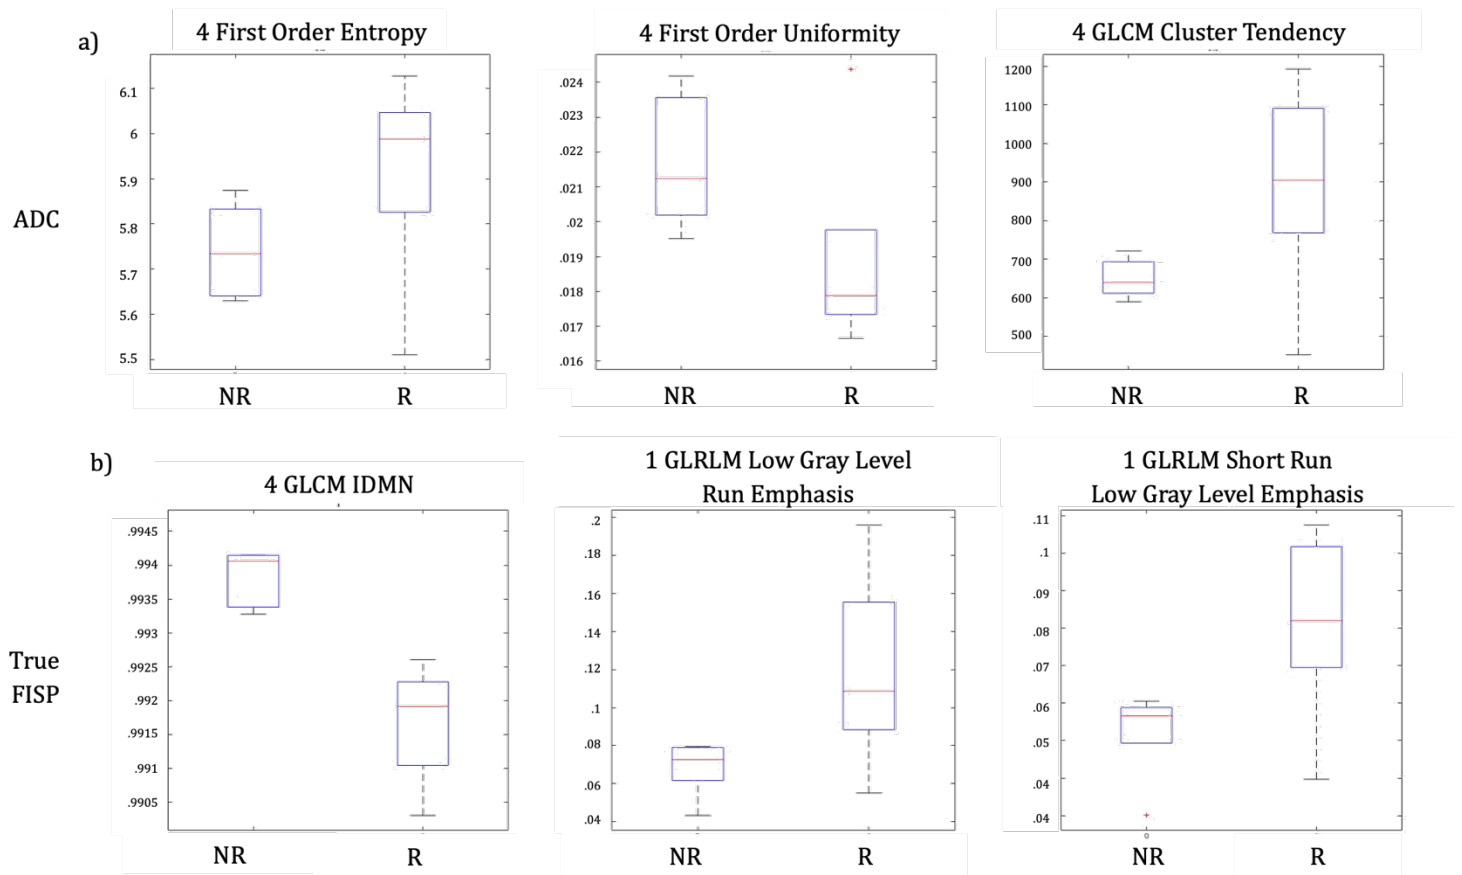 a)
4 First Order Entropy
4 First Order Uniformity
4 GLCM Cluster Tendency
ADC
6.1
6
5.9
5.8
5.7
5.6
5.5
NR R
.024
.023
.022
.021
.02
.019
.018
.017
.016
NR R
1200
1100
1000
900
800
700
600
500
NR R
b)
4 GLCM IDMN
1 GLRLM Low Gray Level
Run Emphasis
1 GLRLM Short Run
Low Gray Level Emphasis
True
FISP
.9945
.994
.9935
.993
.9925
.992
.9915
.991
.9905
NR R
.2
.18
.16
.14
.12
.1
.08
.06
.04
NR R
.11
.1
.09
.08
.07
.06
.05
.04
.04
NR R